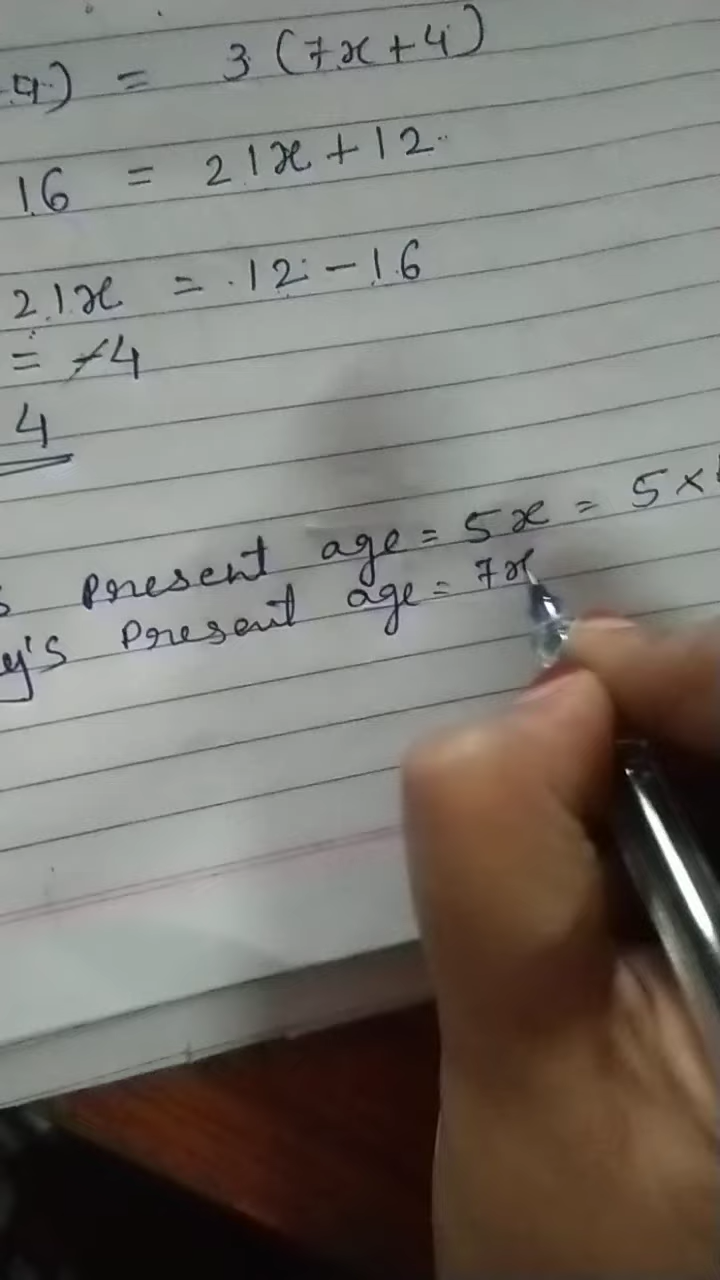 4) = 3 (7x+4)
16 = 21x+12
21x = 12-16
= -4
4
Present age = 5x = 5×
y's Present age = 7x